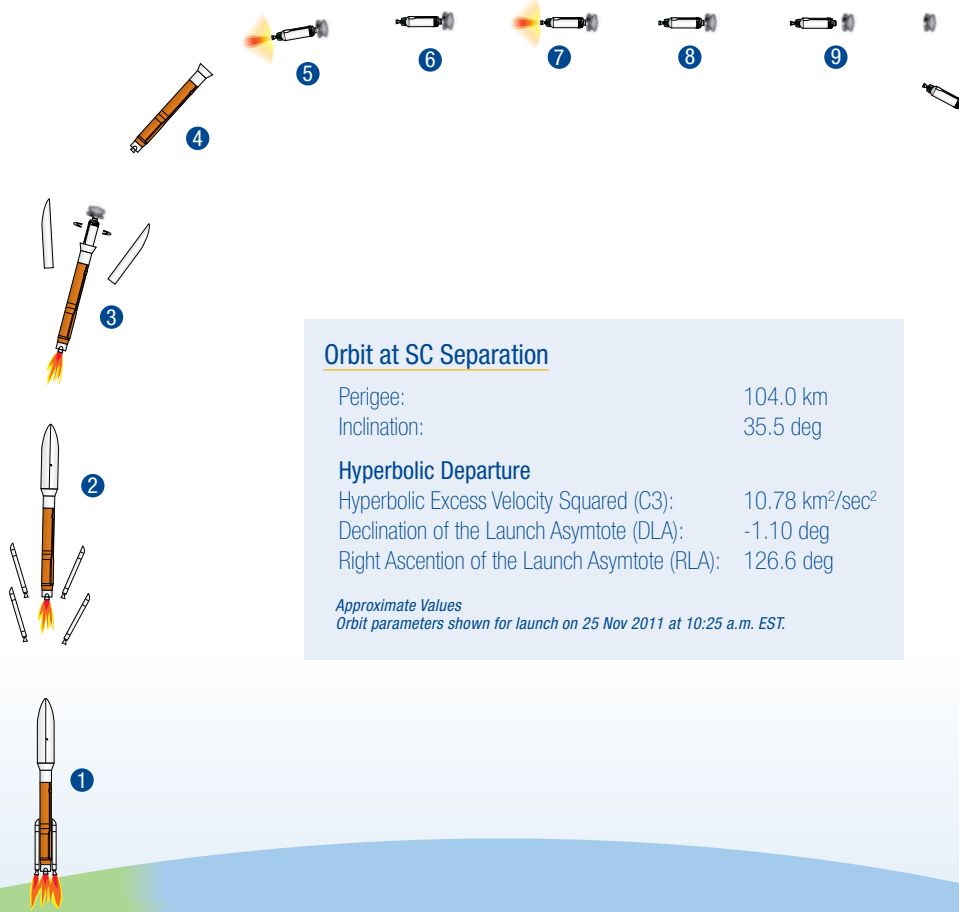 5
6
7
8
9
4
3
Orbit at SC Separation
Perigee: 104.0 km
Inclination: 35.5 deg
Hyperbolic Departure
Hyperbolic Excess Velocity Squared (C3): 10.78 km²/sec²
Declination of the Launch Asymtote (DLA): -1.10 deg
Right Ascention of the Launch Asymtote (RLA): 126.6 deg
Approximate Values
Orbit parameters shown for launch on 25 Nov 2011 at 10:25 a.m. EST.
2
1